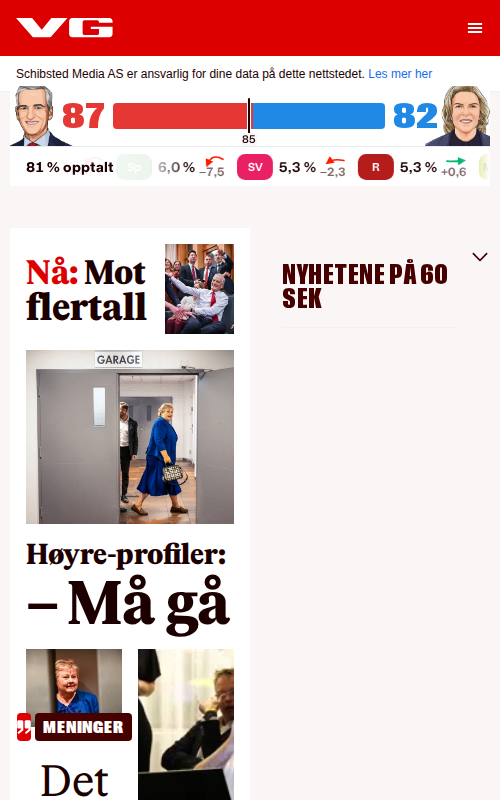 VG
Schibsted Media AS er ansvarlig for dine data på dette nettstedet. Les mer her
87
82
85
81 % opptalt
Sp
6,0 %
–7,5
SV
5,3 %
–2,3
R
5,3 %
+0,6
Nå: Mot
flertall
NYHETENE PÅ 60
SEK
GARAGE
Høyre-profiler:
– Må gå
MENINGER
Det